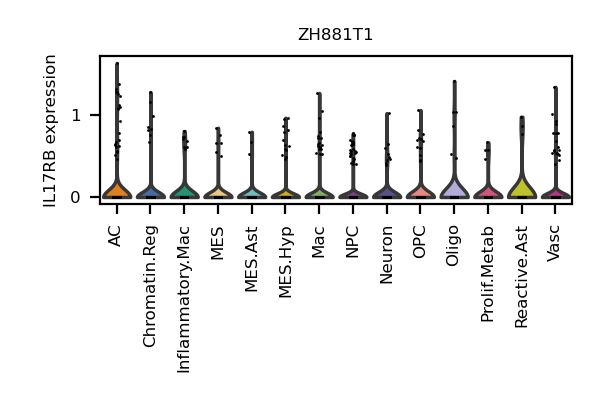 ZH881T1
IL17RB expression
1
0
AC
Chromatin.Reg
Inflammatory.Mac
MES
MES.Ast
MES.Hyp
Mac
NPC
Neuron
OPC
Oligo
Prolif.Metab
Reactive.Ast
Vasc